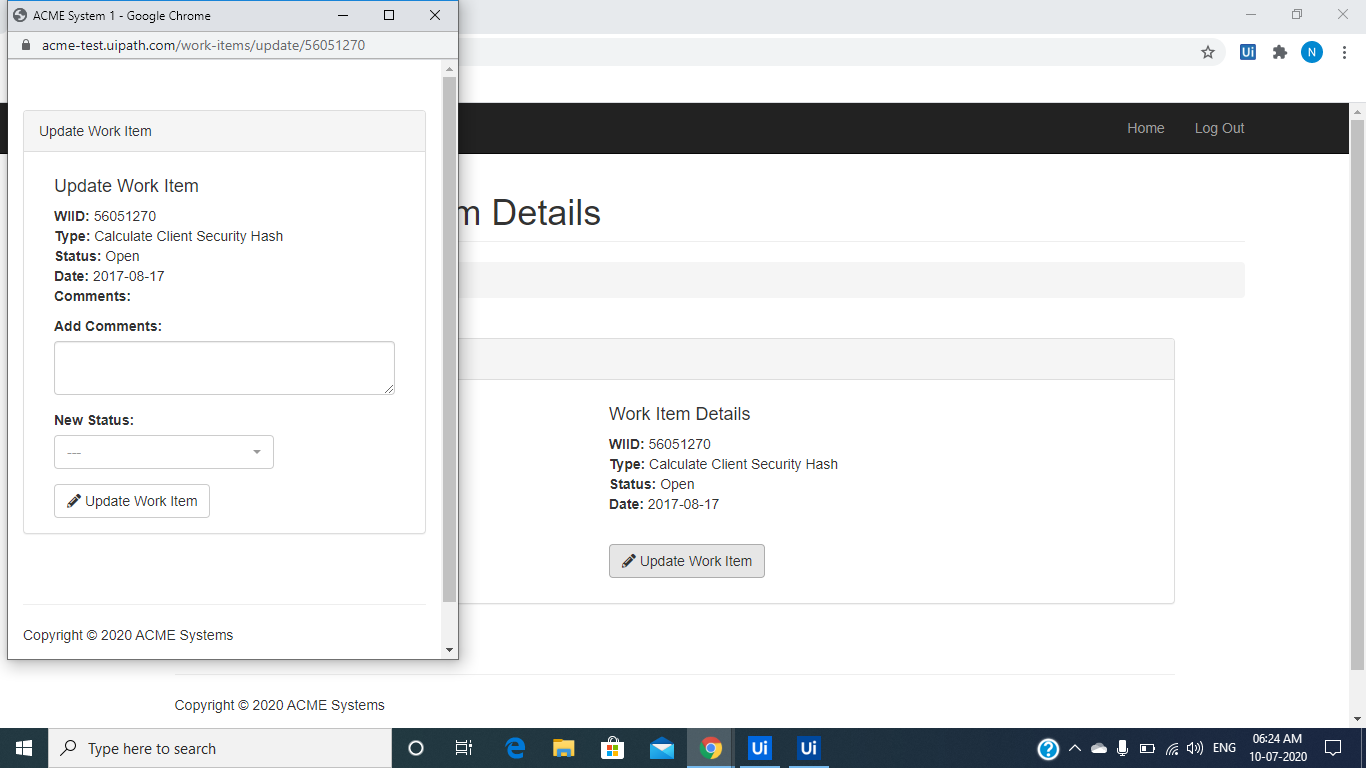 ACME System 1 - Google Chrome
acme-test.uipath.com/work-items/update/56051270
Update Work Item
Update Work Item
WIID: 56051270
Type: Calculate Client Security Hash
Status: Open
Date: 2017-08-17
Comments:
Add Comments:
New Status:
---
Update Work Item
Copyright © 2020 ACME Systems
Ui
N
Home
Log Out
m Details
Work Item Details
WIID: 56051270
Type: Calculate Client Security Hash
Status: Open
Date: 2017-08-17
Update Work Item
Copyright © 2020 ACME Systems
Type here to search
Ui
Ui
ENG
06:24 AM
10-07-2020